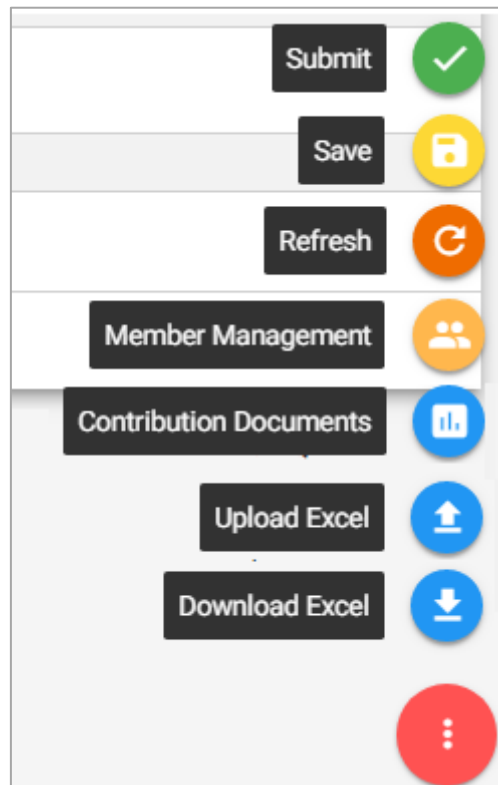 Submit
Save
Refresh
Member Management
Contribution Documents
Upload Excel
Download Excel